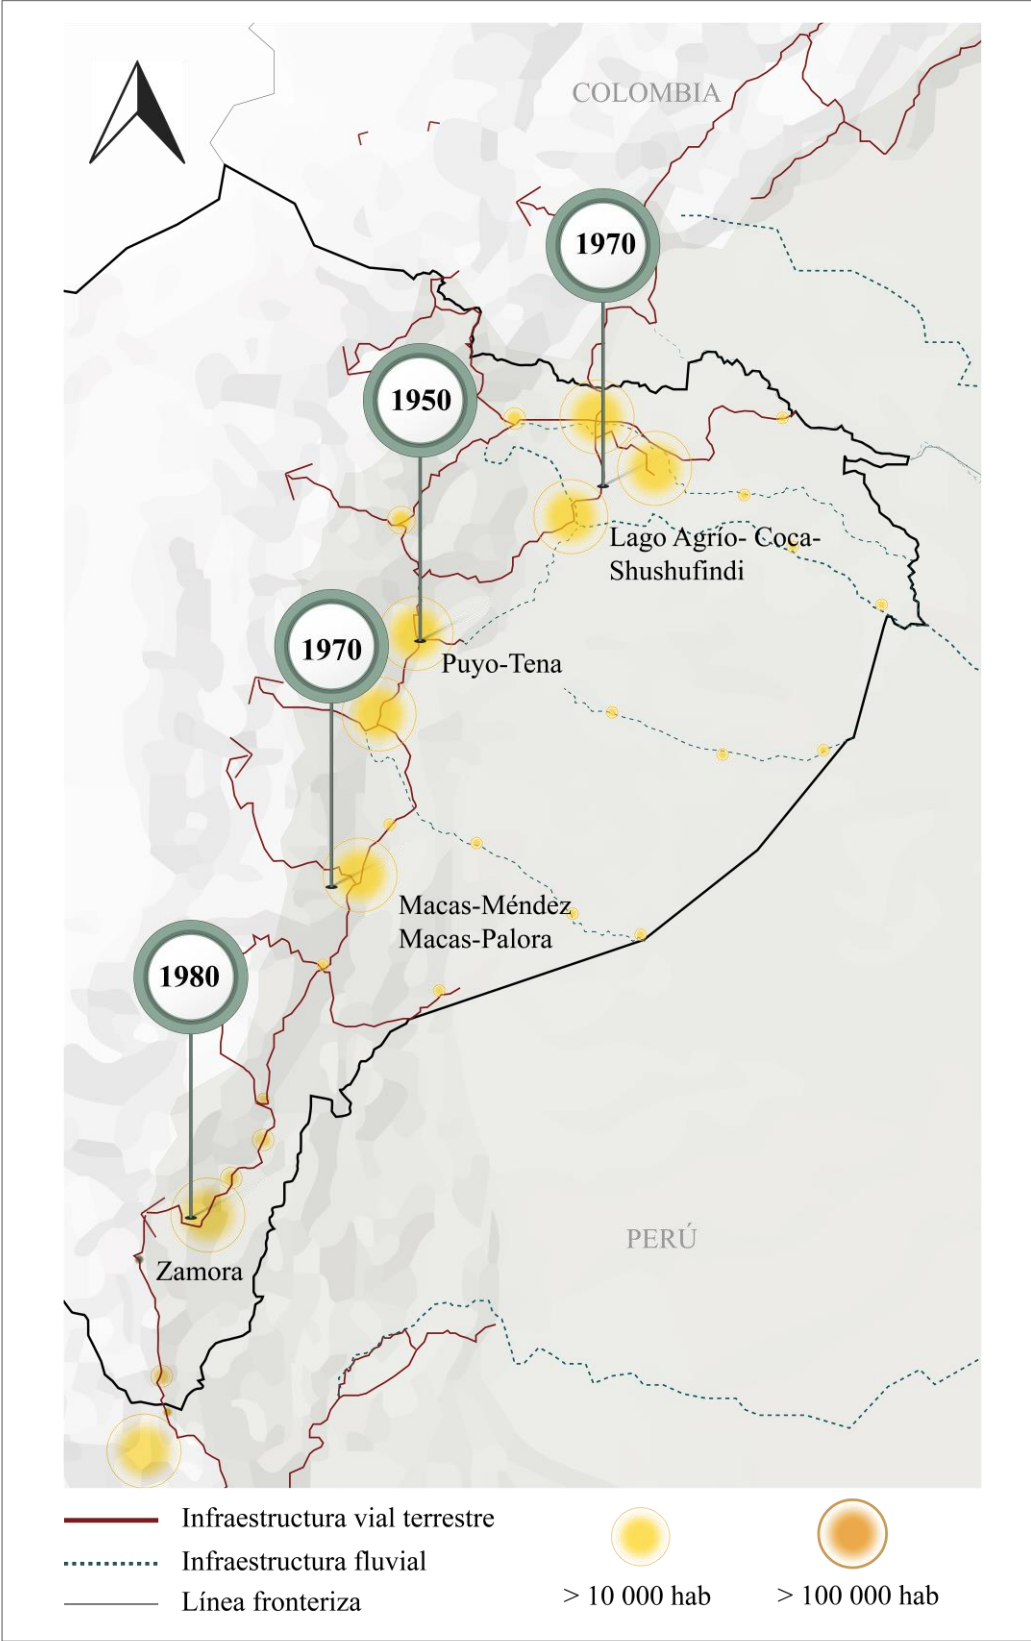 COLOMBIA
1970
1950
Lago Agrío- Coca-
Shushufindi
1970
Puyo-Tena
Macas-Méndez
Macas-Palora
1980
PERÚ
Zamora
Infraestructura vial terrestre
Infraestructura fluvial
Línea fronteriza
> 10 000 hab
> 100 000 hab